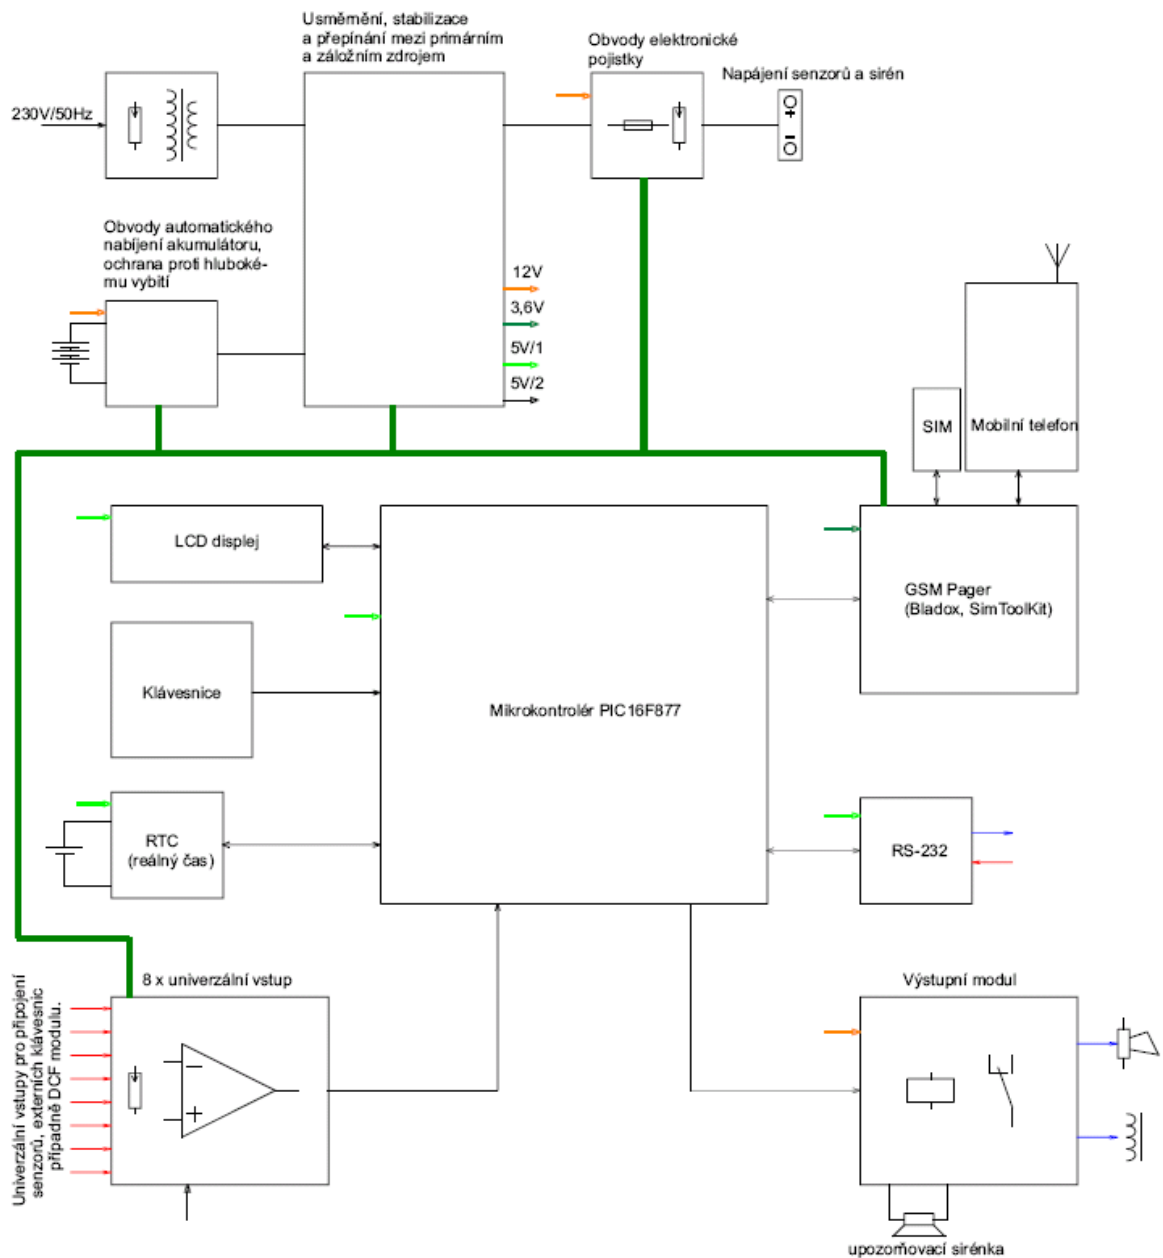 Usměrnění, stabilizace
a přepínání mezi primárním
a záložním zdrojem
Obvody elektronické
pojistky
Napájení senzorů a sirén
230V/50Hz
Obvody automatického
nabíjení akumulátoru,
ochrana proti hluboké-
mu vybití
12V
3,6V
5V/1
5V/2
SIM
Mobilní telefon
LCD displej
GSM Pager
(Bladox, SimToolKit)
Klávesnice
Mikrokontrolér PIC16F877
RTC
(reálný čas)
RS-232
8 x univerzální vstup
Výstupní modul
Univerzální vstupy pro připojení
senzorů, externích klávesnic
případně DCF modulu.
upozorňovací sirénka